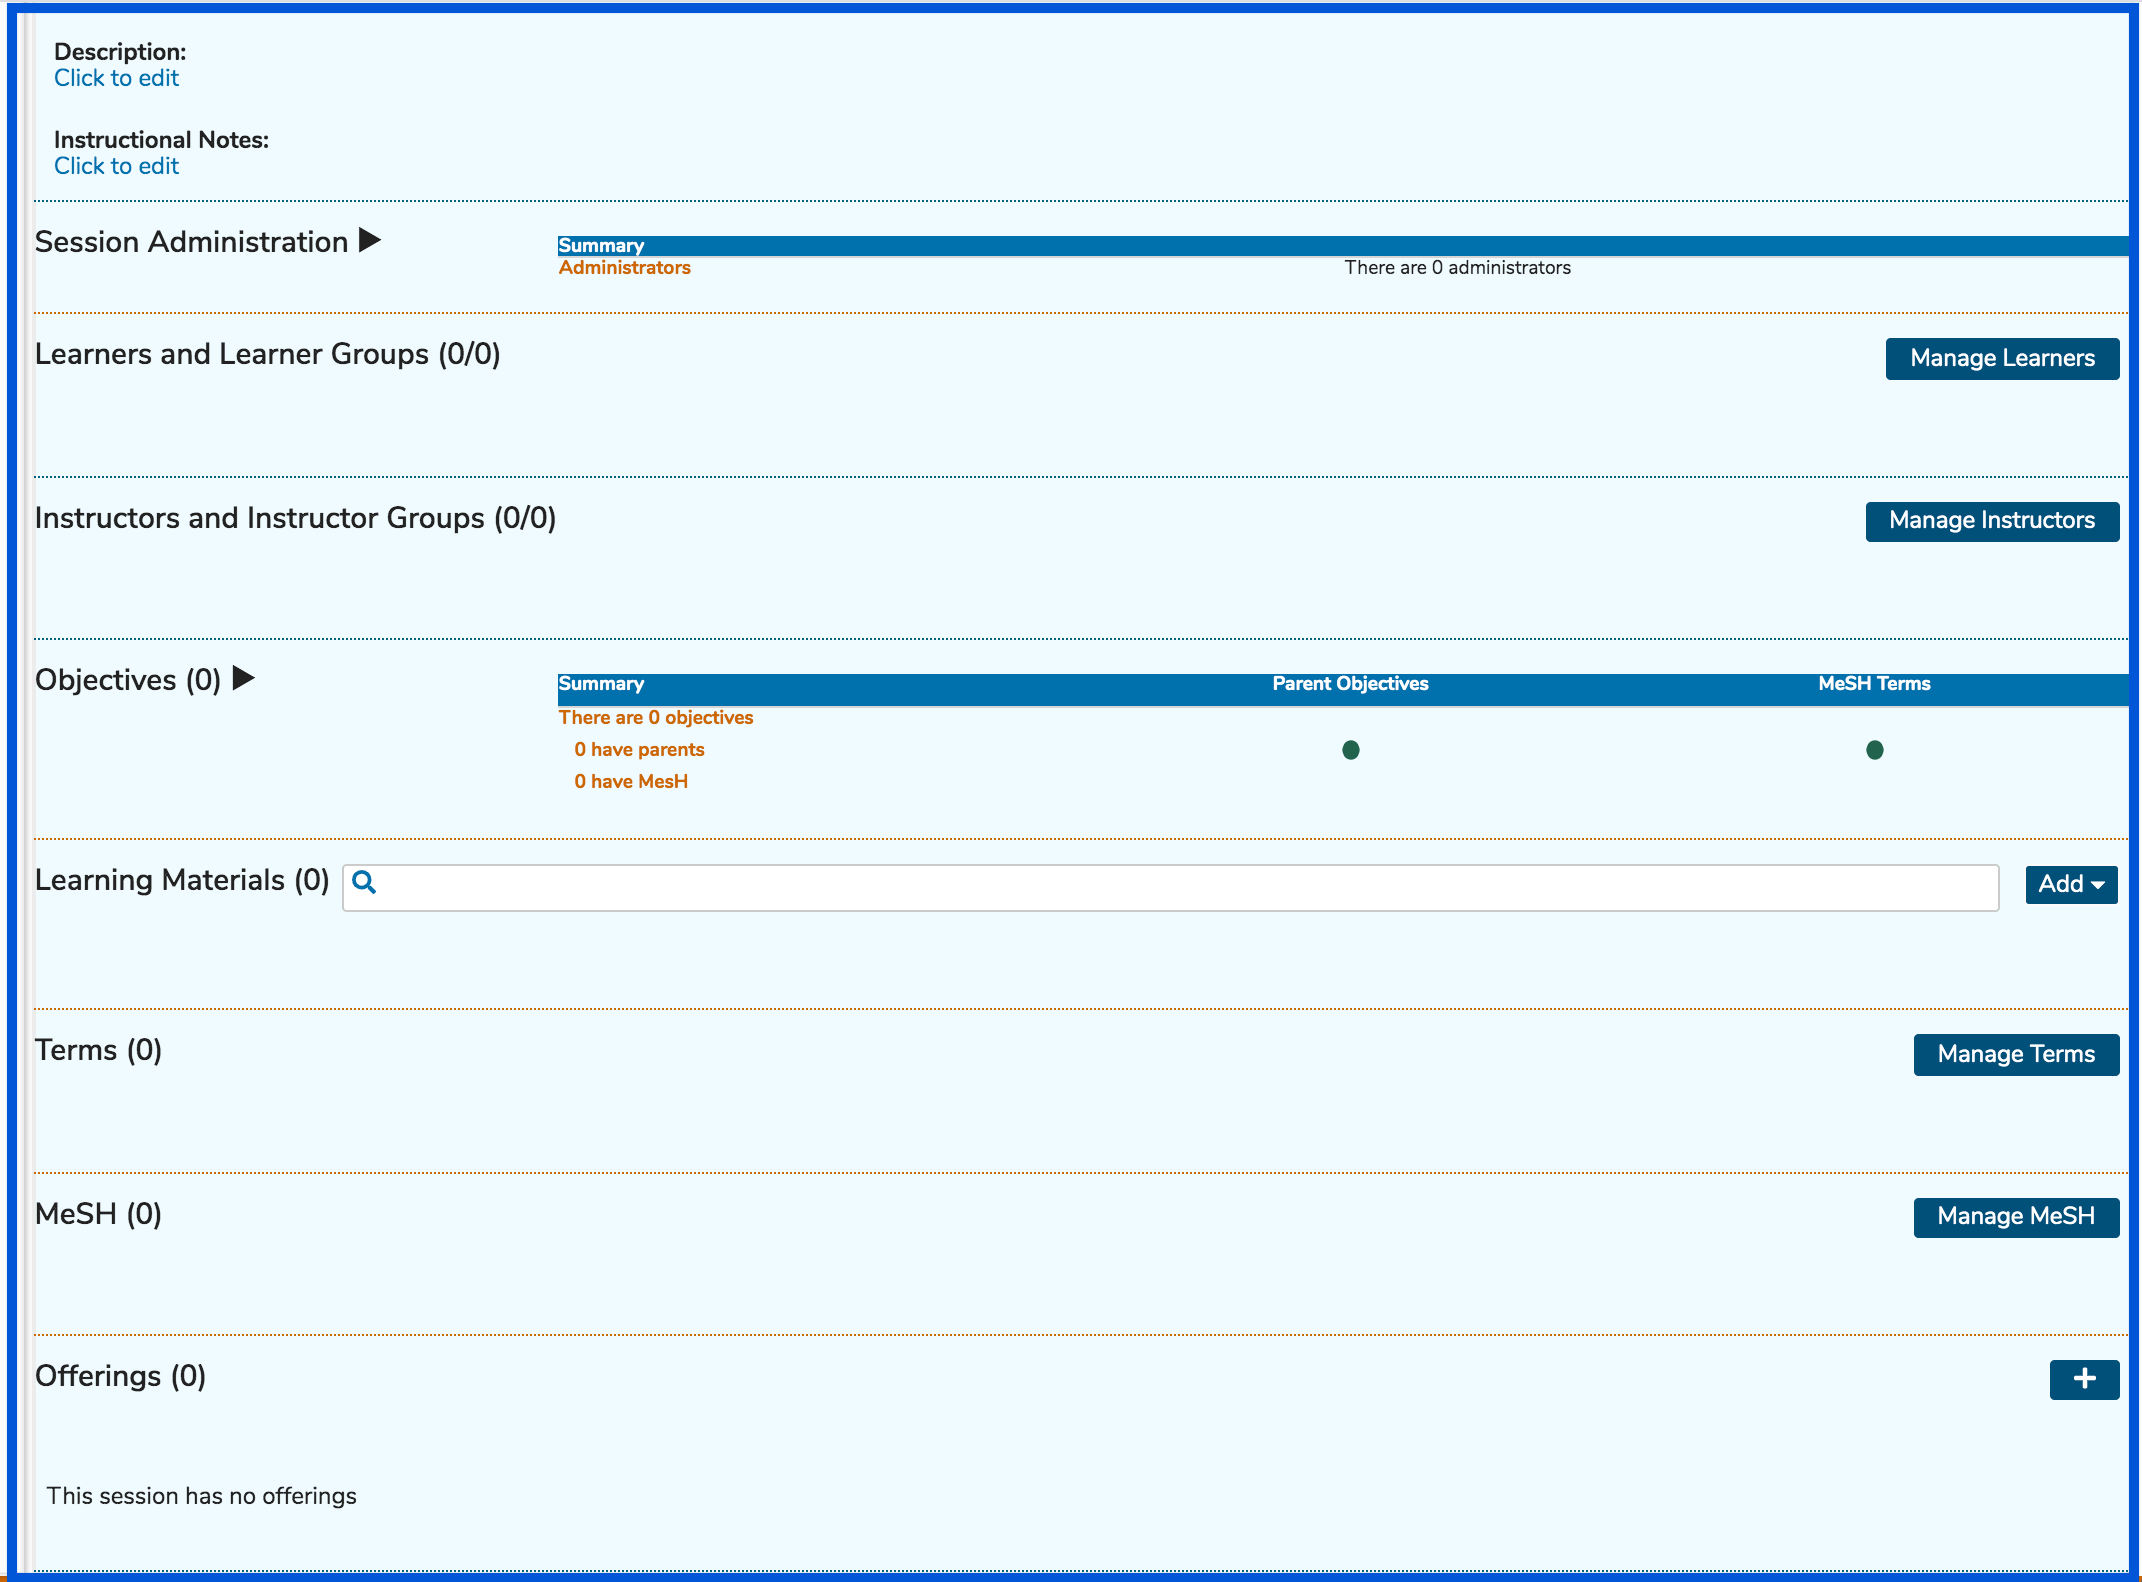 Description:
Click to edit
Instructional Notes:
Click to edit
Session Administration
Summary
Administrators There are 0 administrators
Learners and Learner Groups (0/0) Manage Learners
Instructors and Instructor Groups (0/0) Manage Instructors
Objectives (0)
Summary Parent Objectives MeSH Terms
There are 0 objectives
0 have parents
0 have MesH
Learning Materials (0) Add
Terms (0) Manage Terms
MeSH (0) Manage MeSH
Offerings (0)
This session has no offerings